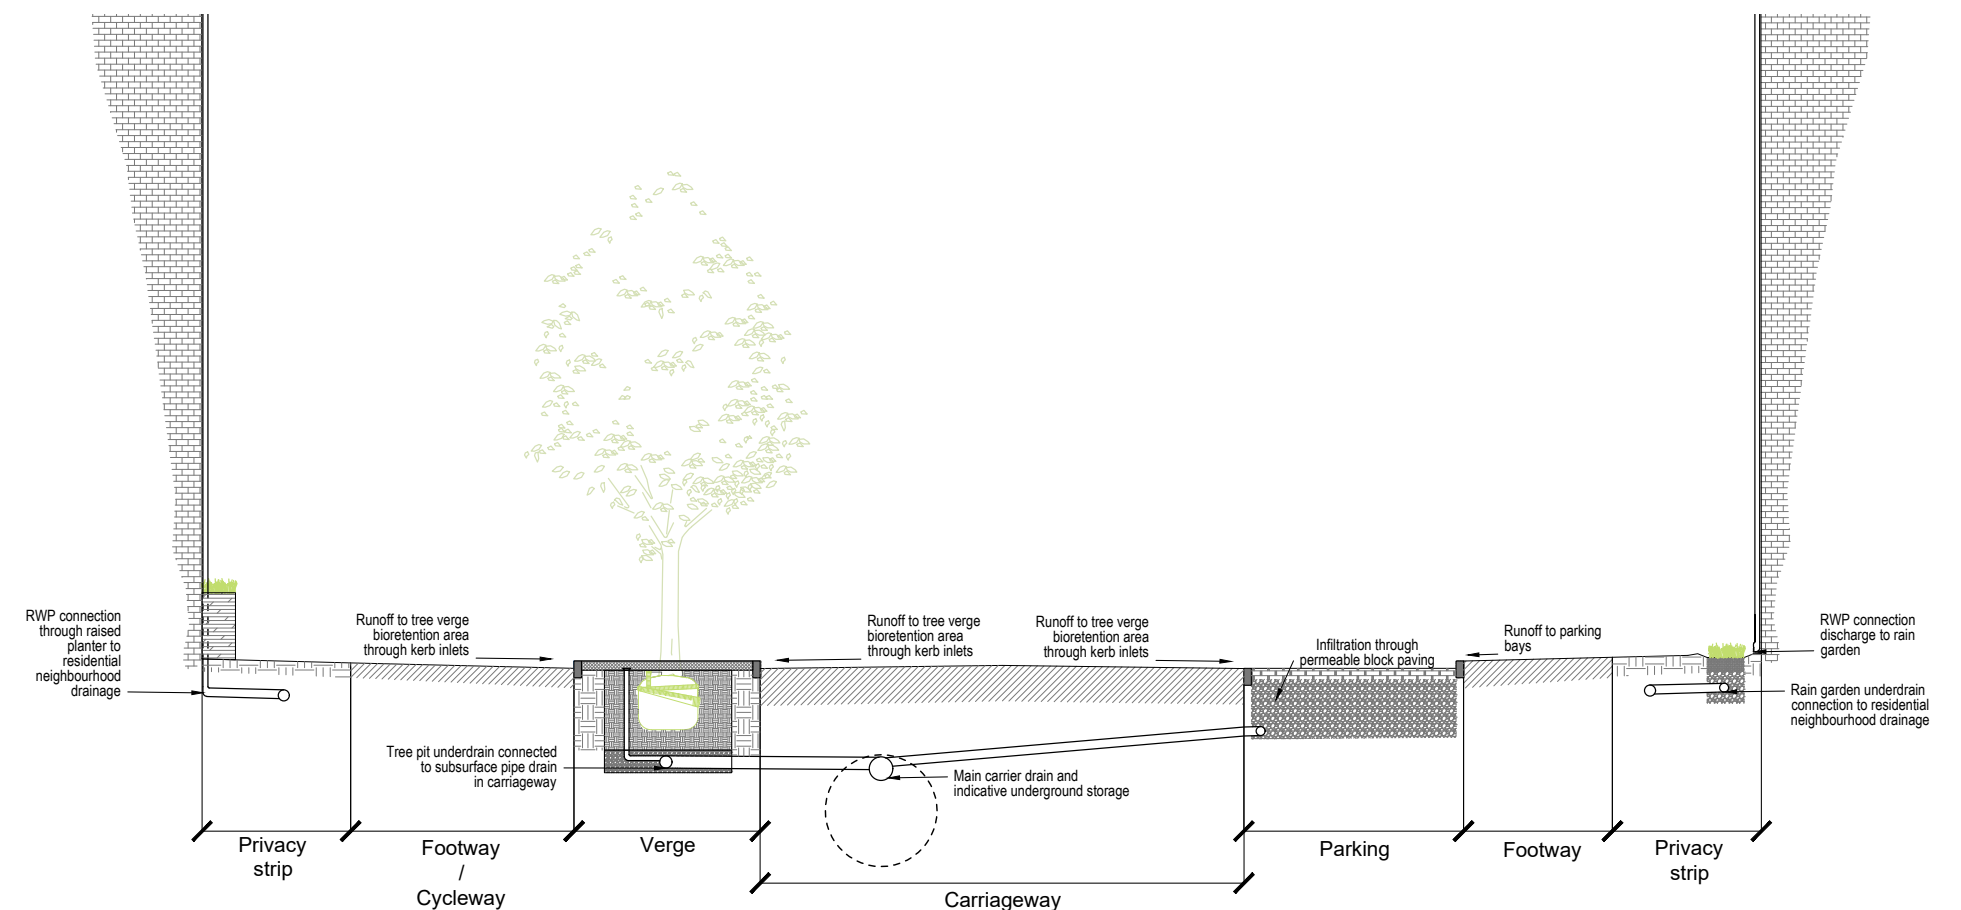 RWP connection
through raised
planter to
residential
neighbourhood
drainage
Runoff to tree verge
bioretention area
through kerb inlets
Tree pit underdrain connected
to subsurface pipe drain
in carriageway
Runoff to tree verge
bioretention area
through kerb inlets
Runoff to tree verge
bioretention area
through kerb inlets
Main carrier drain and
indicative underground storage
Infiltration through
permeable block paving
Runoff to parking
bays
RWP connection
discharge to rain
garden
Rain garden underdrain
connection to residential
neighbourhood drainage
Privacy
strip
Footway
/
Cycleway
Verge
Carriageway
Parking
Footway
Privacy
strip